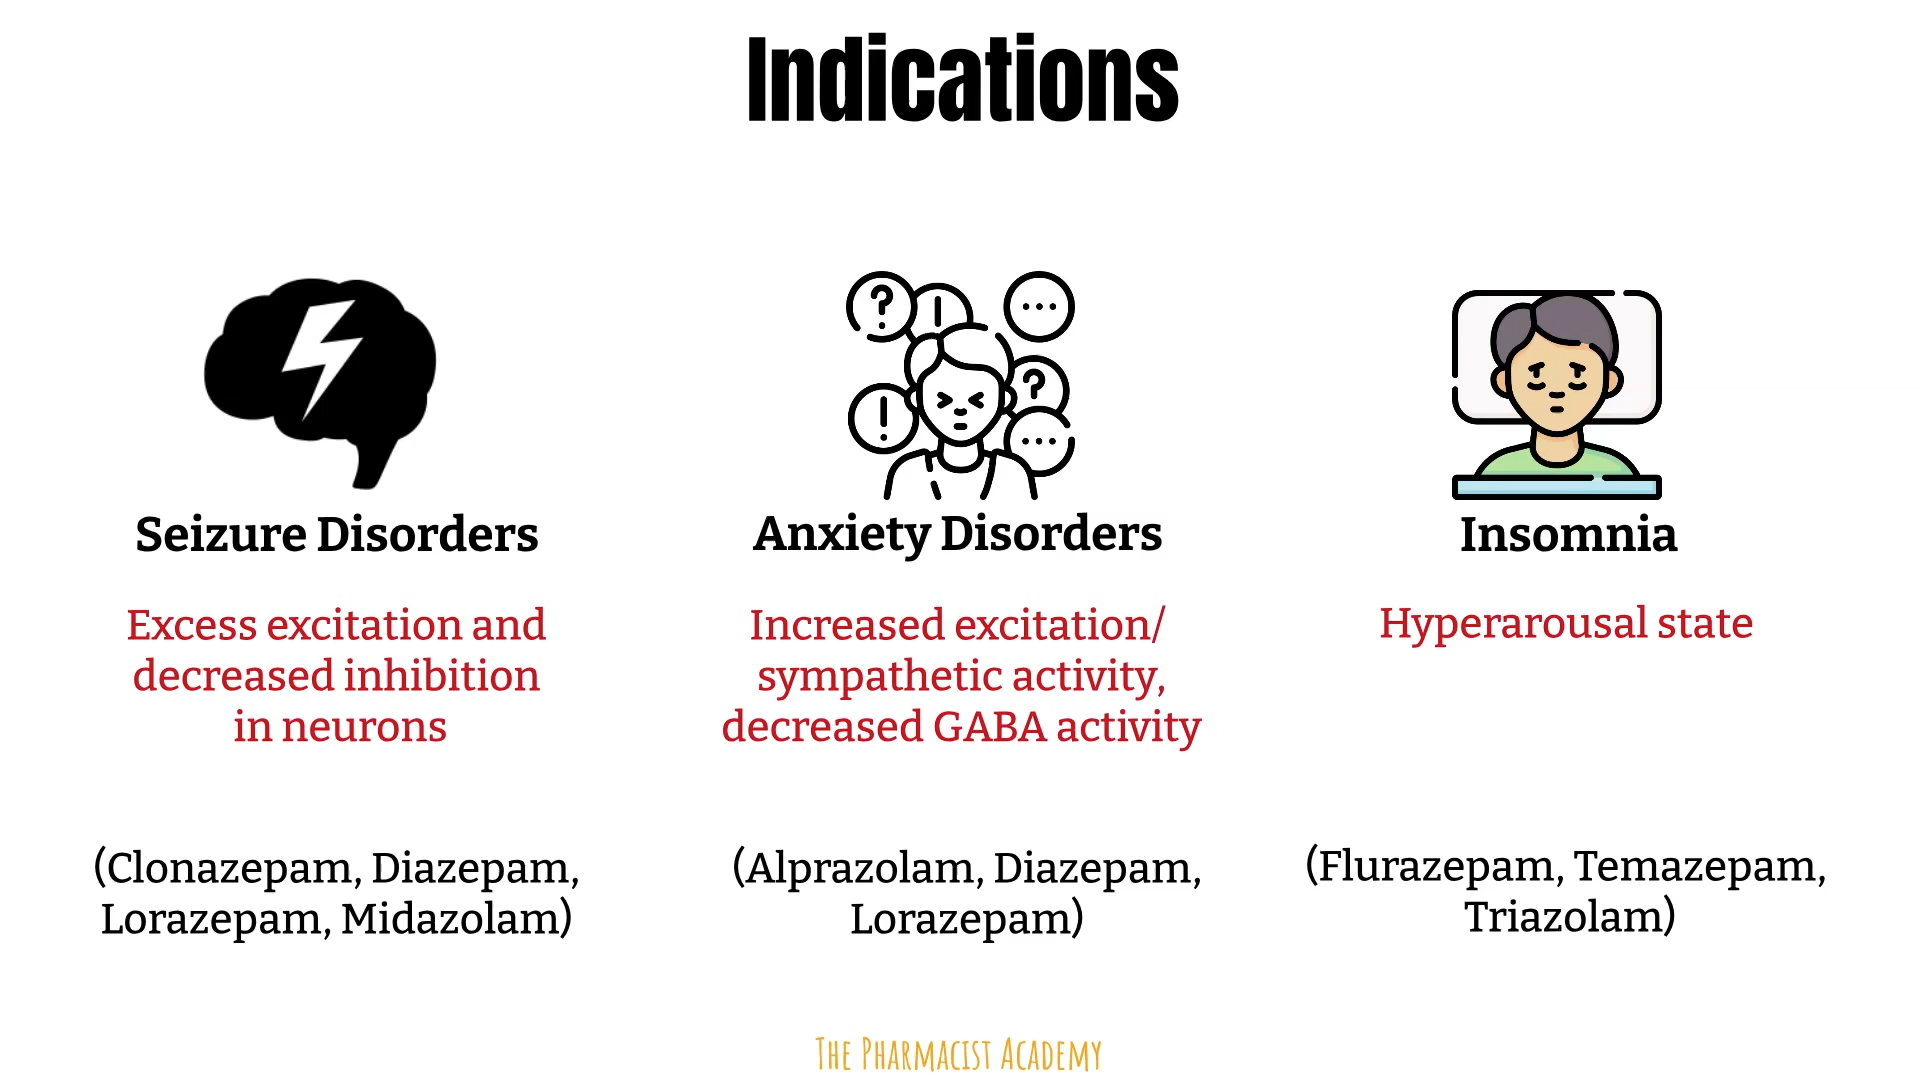 Indications
Seizure Disorders
Excess excitation and
decreased inhibition
in neurons
(Clonazepam, Diazepam,
Lorazepam, Midazolam)
? ! ...
?
! ...
Anxiety Disorders
Increased excitation/
sympathetic activity,
decreased GABA activity
(Alprazolam, Diazepam,
Lorazepam)
Insomnia
Hyperarousal state
(Flurazepam, Temazepam,
Triazolam)
The Pharmacist Academy